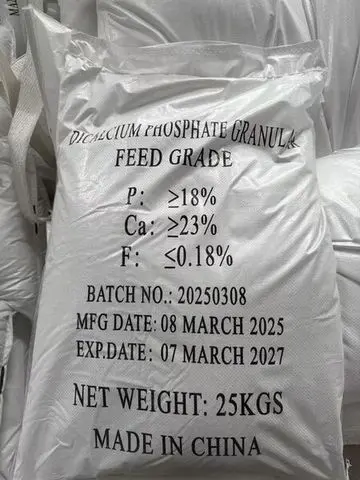 DICALCIUM PHOSPHATE GRANULAR
FEED GRADE
P: ≥18%
Ca: ≥23%
F: ≤0.18%
BATCH NO.: 20250308
MFG DATE: 08 MARCH 2025
EXP.DATE: 07 MARCH 2027
NET WEIGHT: 25KGS
MADE IN CHINA